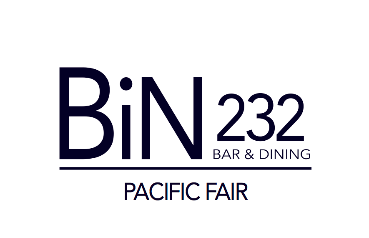 BiN 232
BAR & DINING
PACIFIC FAIR